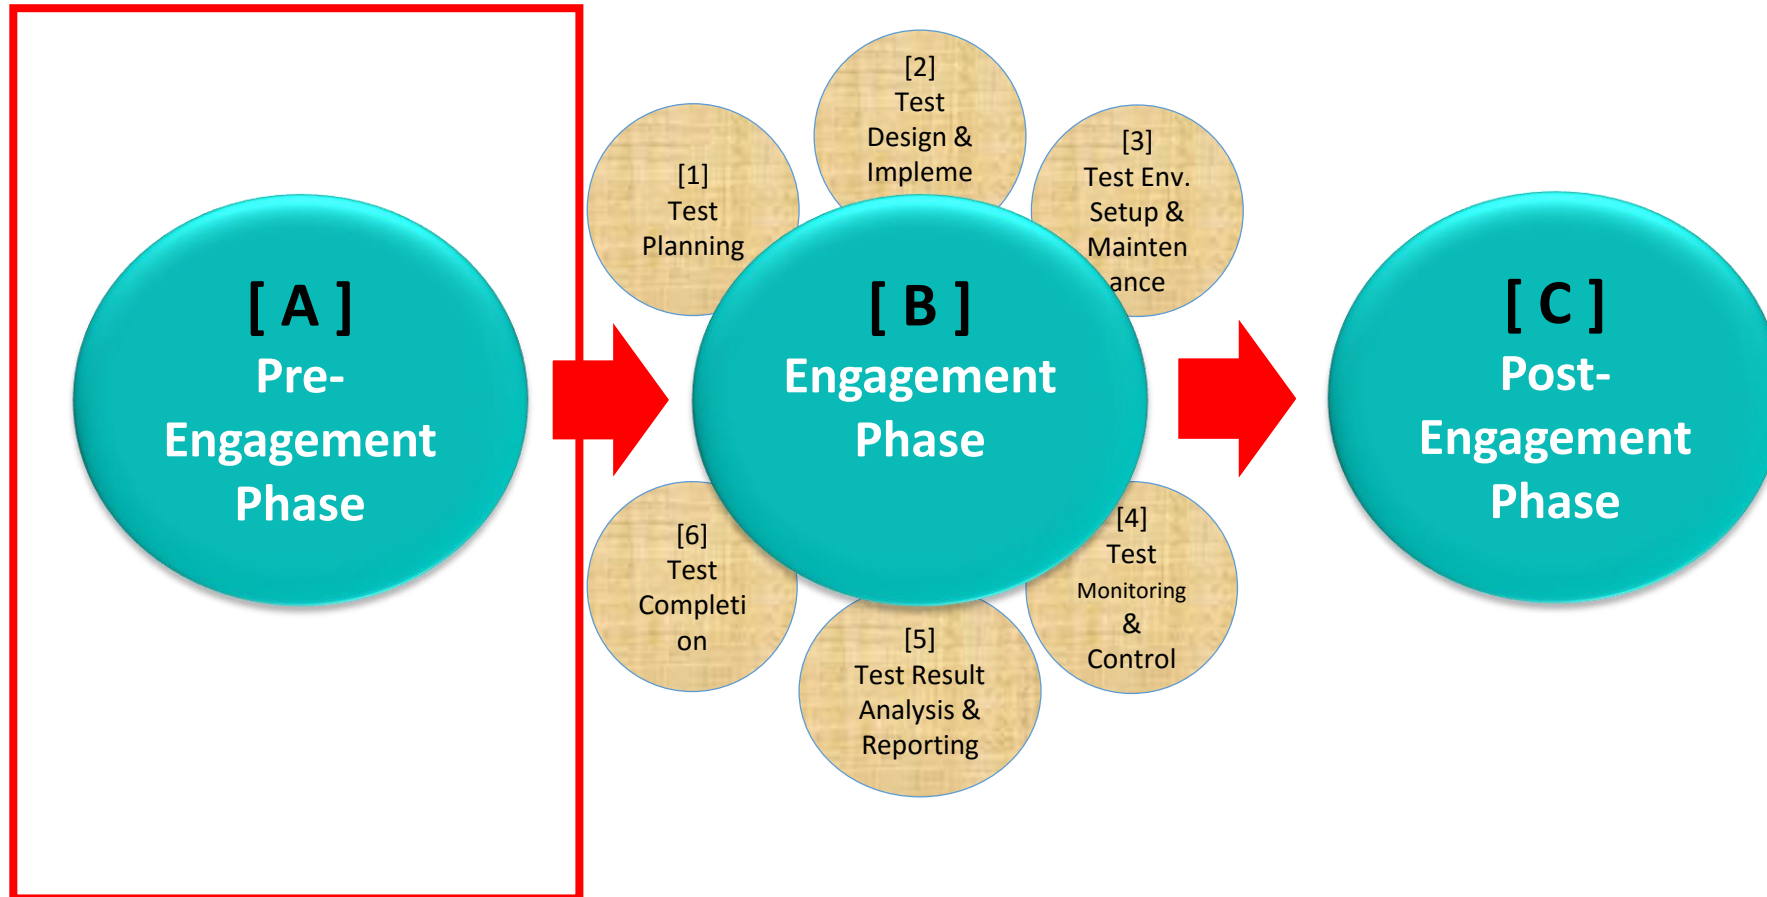 [ A ]
Pre-
Engagement
Phase
[1]
Test
Planning
[2]
Test
Design &
Impleme
[3]
Test Env.
Setup &
Mainten
ance
[ B ]
Engagement
Phase
[4]
Test
Monitoring
&
Control
[5]
Test Result
Analysis &
Reporting
[6]
Test
Completi
on
[ C ]
Post-
Engagement
Phase